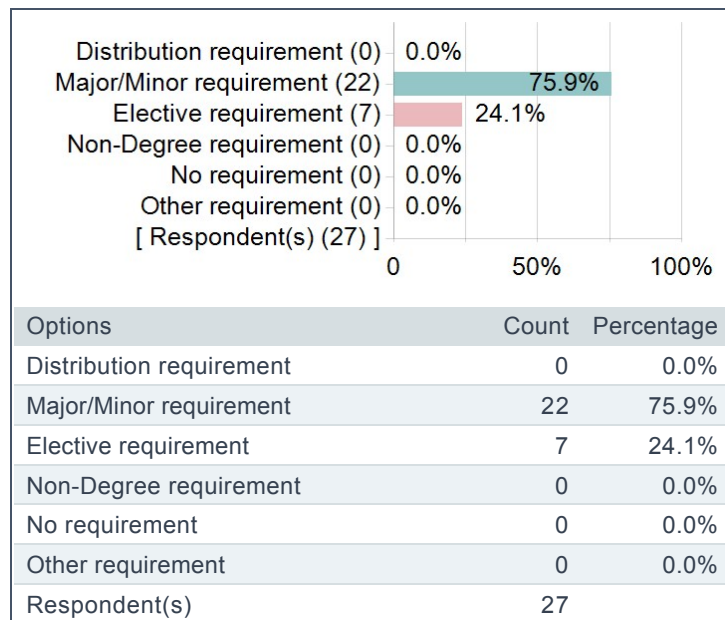 Distribution requirement (0) 0.0%
Major/Minor requirement (22) 75.9%
Elective requirement (7) 24.1%
Non-Degree requirement (0) 0.0%
No requirement (0) 0.0%
Other requirement (0) 0.0%
[ Respondent(s) (27) ]
0 50% 100%
Options Count Percentage
Distribution requirement 0 0.0%
Major/Minor requirement 22 75.9%
Elective requirement 7 24.1%
Non-Degree requirement 0 0.0%
No requirement 0 0.0%
Other requirement 0 0.0%
Respondent(s) 27